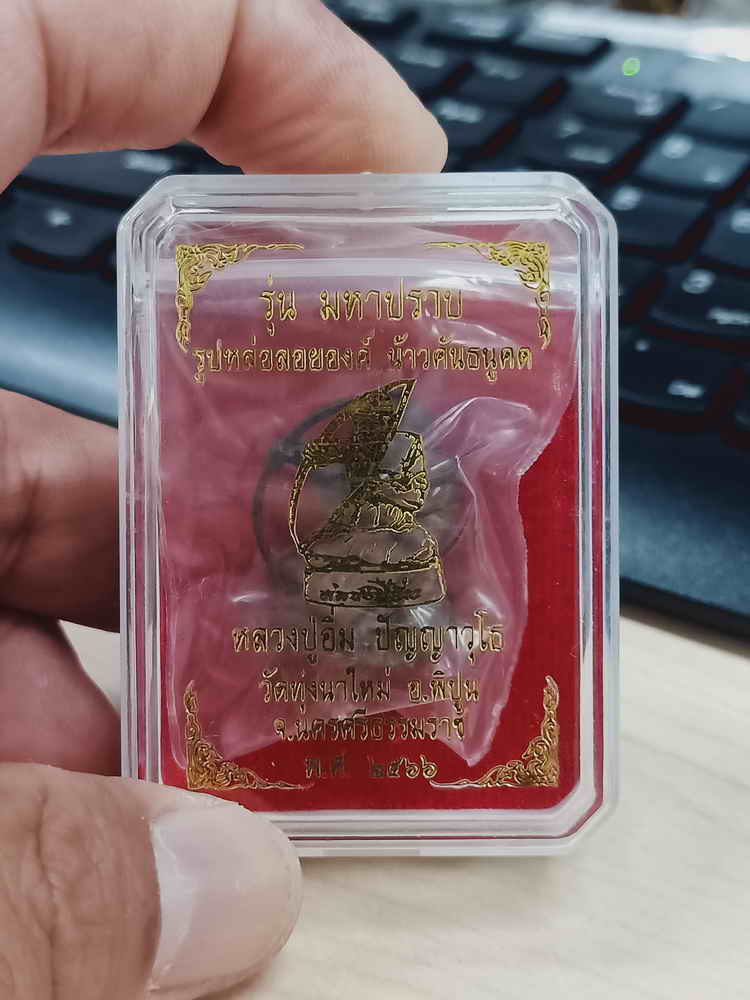 รุ่น มหาปราบ
รูปหล่อลอยองค์ น้าวคันธนูคด
หลวงปู่อิ่ม ปัญญาวุโธ
วัดทุ่งนาใหม่ อ.พิปูน
จ.นครศรีธรรมราช
พ.ศ. ๒๕๖๖